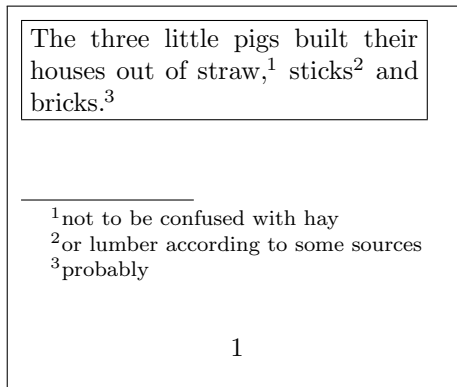 The three little pigs built their
houses out of straw,¹ sticks² and
bricks.³
¹not to be confused with hay
²or lumber according to some sources
³probably
1